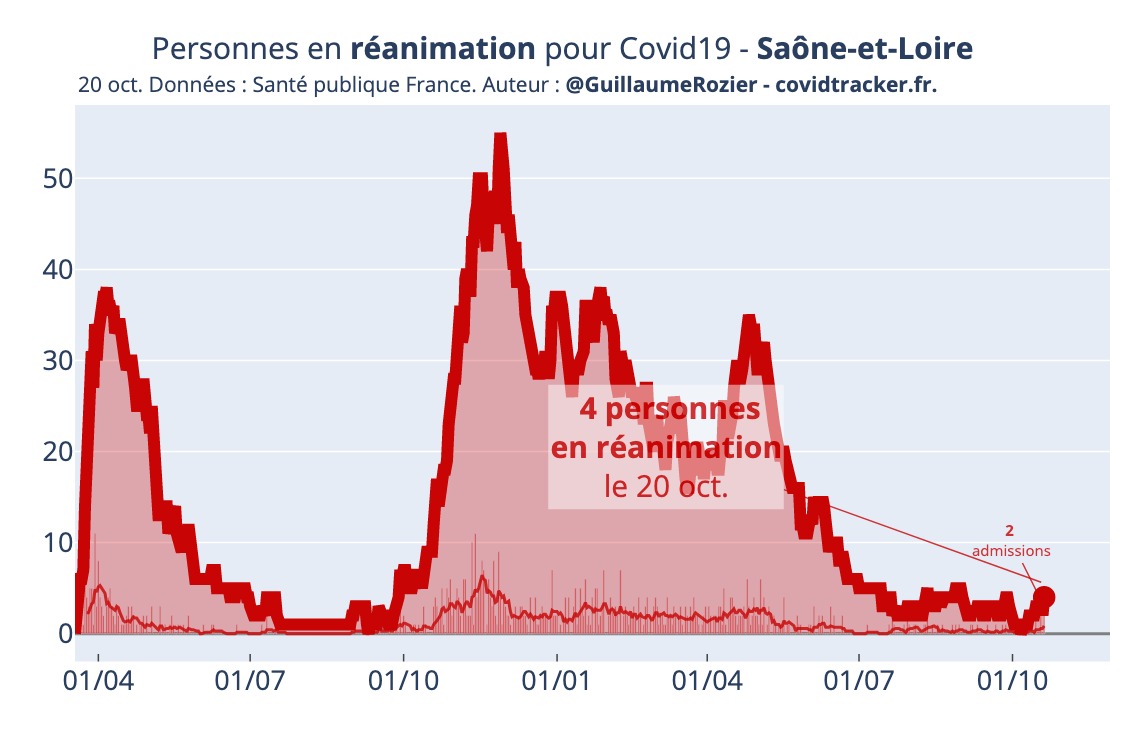 Personnes en réanimation pour Covid19 - Saône-et-Loire
20 oct. Données : Santé publique France. Auteur : @GuillaumeRozier - covidtracker.fr.
50
40
30
20
10
0
4 personnes
en réanimation
le 20 oct.
2
admissions
01/04 01/07 01/10 01/01 01/04 01/07 01/10